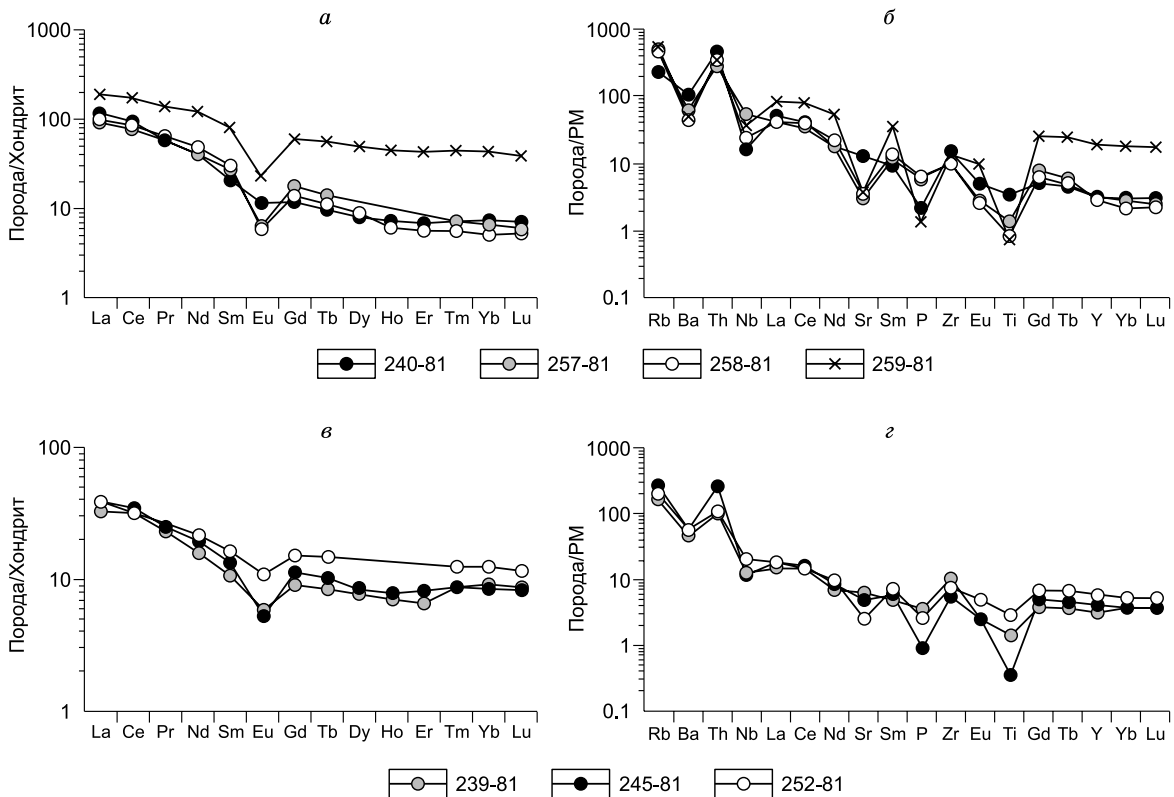 а
Порода/Хондрит
1000
100
10
1
La Ce Pr Nd Sm Eu Gd Tb Dy Ho Er Tm Yb Lu
б
Порода/PM
1000
100
10
1
0.1
Rb Ba Th Nb La Ce Nd Sr Sm P Zr Eu Ti Gd Tb Y Yb Lu
240-81 257-81 258-81 259-81
в
Порода/Хондрит
100
10
1
La Ce Pr Nd Sm Eu Gd Tb Dy Ho Er Tm Yb Lu
г
Порода/PM
1000
100
10
1
0.1
Rb Ba Th Nb La Ce Nd Sr Sm P Zr Eu Ti Gd Tb Y Yb Lu
239-81 245-81 252-81